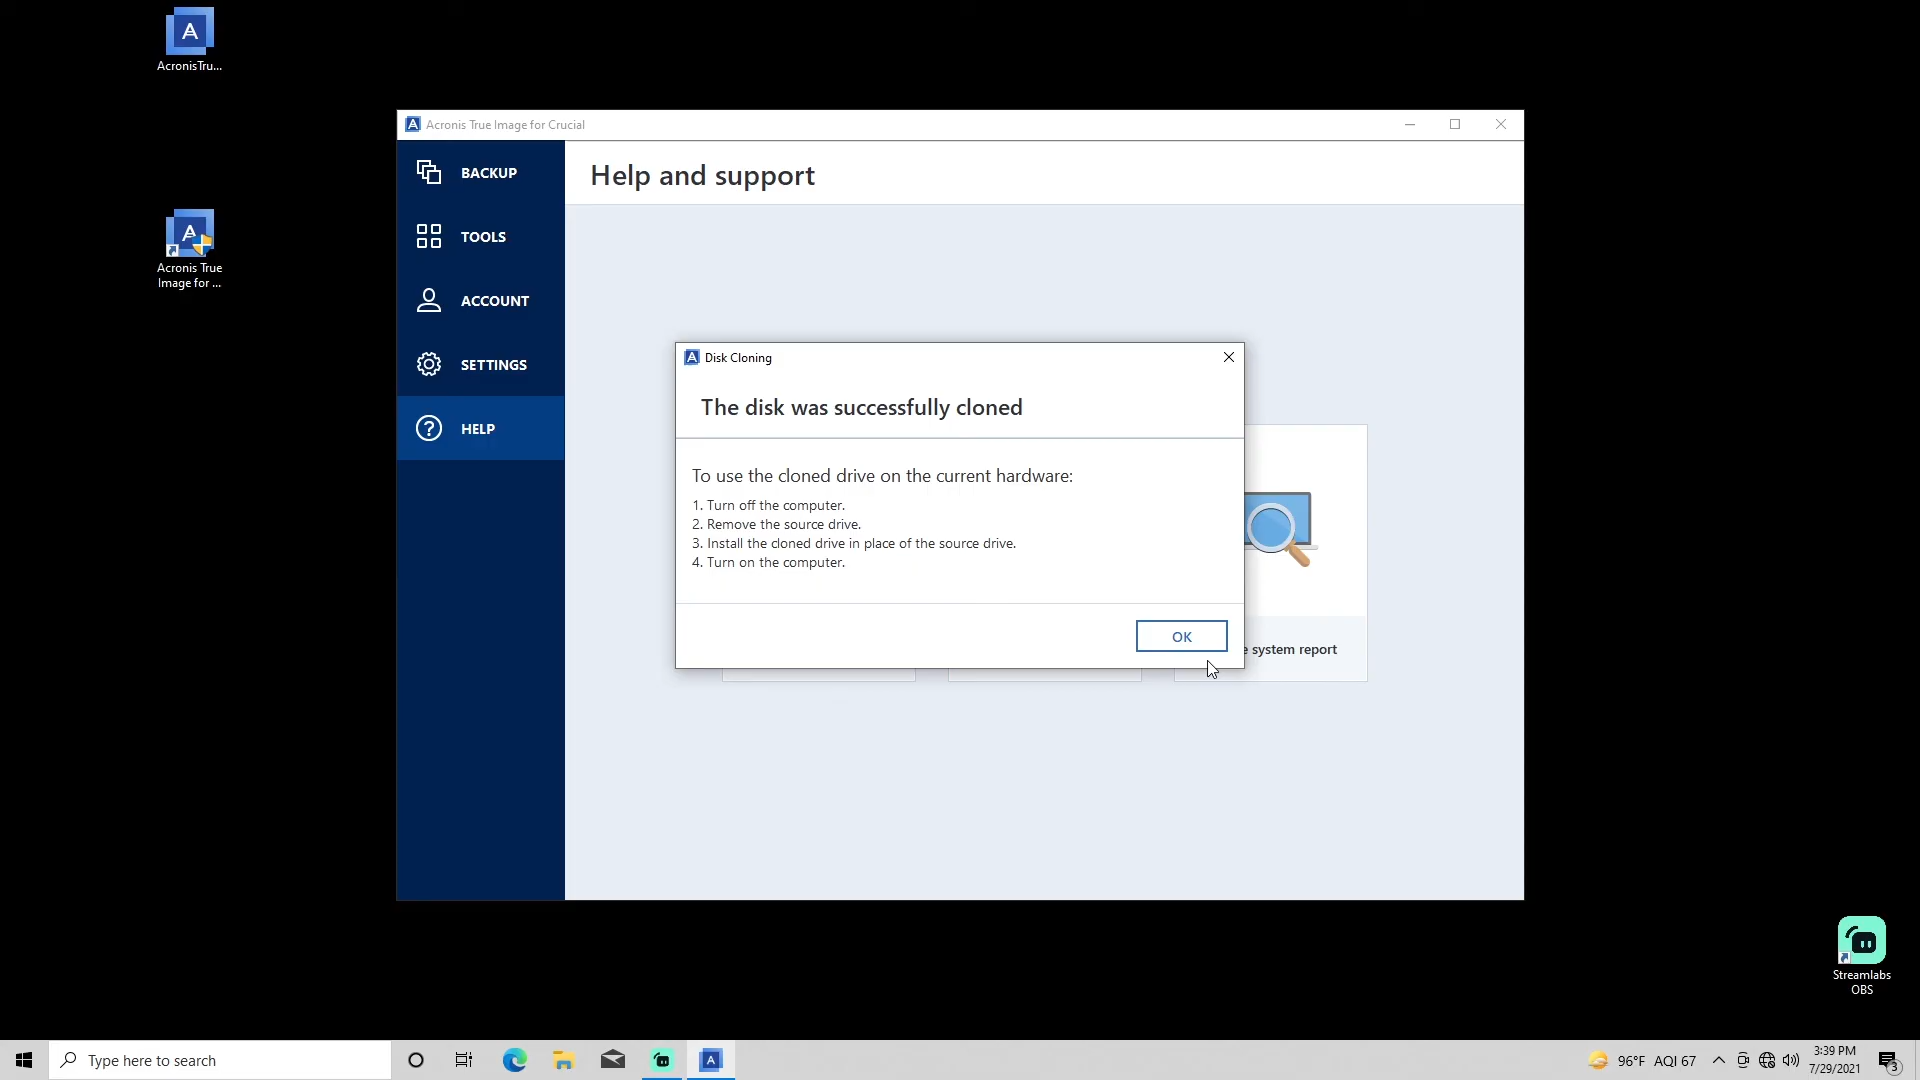 AcronisTru...
Acronis True
Image for ...
Acronis True Image for Crucial
BACKUP
TOOLS
ACCOUNT
SETTINGS
HELP
Help and support
Disk Cloning
The disk was successfully cloned
To use the cloned drive on the current hardware:
1. Turn off the computer.
2. Remove the source drive.
3. Install the cloned drive in place of the source drive.
4. Turn on the computer.
OK
system report
Streamlabs
OBS
Type here to search
96°F AQI 67
3:39 PM
7/29/2021
3